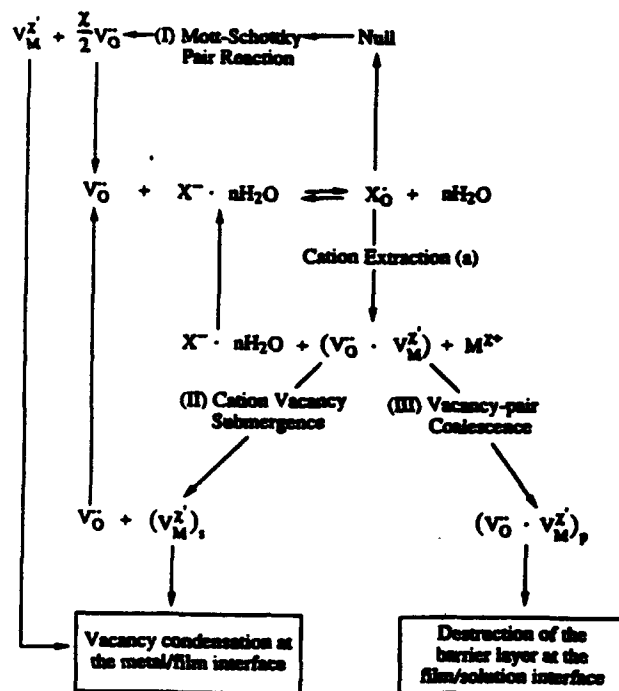 V_M^χ' + χ/2 V_O^¨ (I) Mott-Schottky Null
Pair Reaction
V_O^¨ + X⁻ · nH₂O ⇌ X_O^· + nH₂O
Cation Extraction (a)
X⁻ · nH₂O + (V_O^¨ · V_M^χ') + M^χ+
(II) Cation Vacancy
Submergence
(III) Vacancy-pair
Coalescence
V_O^¨ + (V_M^χ')_s
(V_O^¨ · V_M^χ')_p
Vacancy condensation at
the metal/film interface
Destruction of the
barrier layer at the
film/solution interface